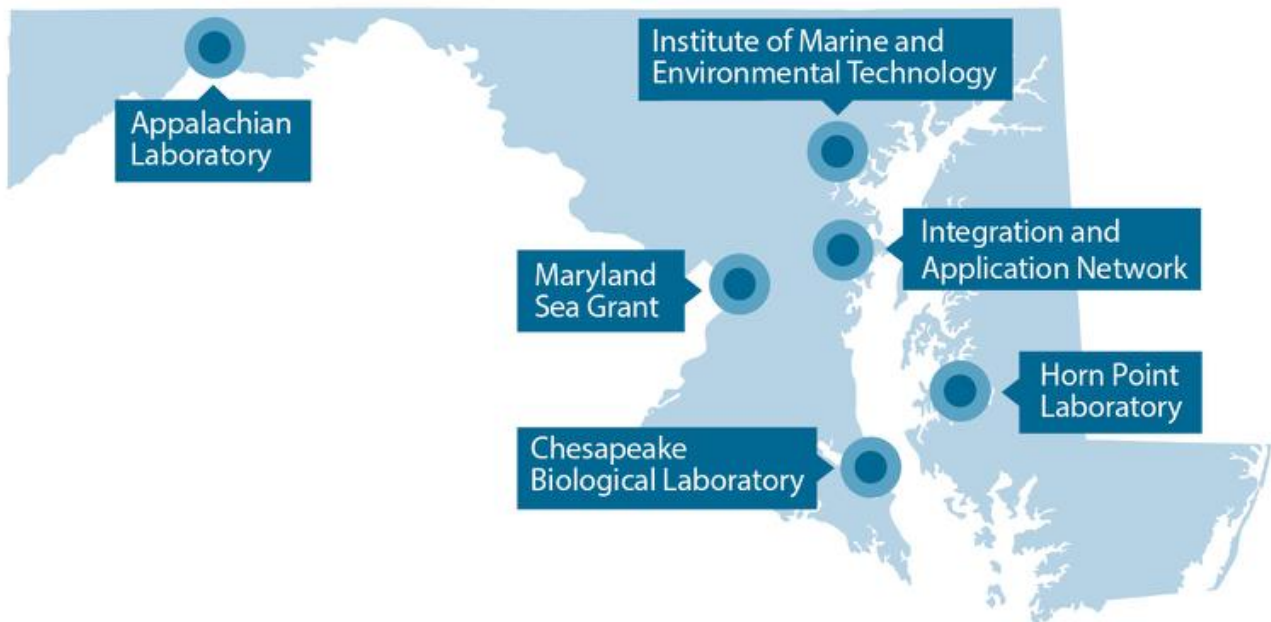 Institute of Marine and
Environmental Technology
Appalachian
Laboratory
Integration and
Application Network
Maryland
Sea Grant
Horn Point
Laboratory
Chesapeake
Biological Laboratory